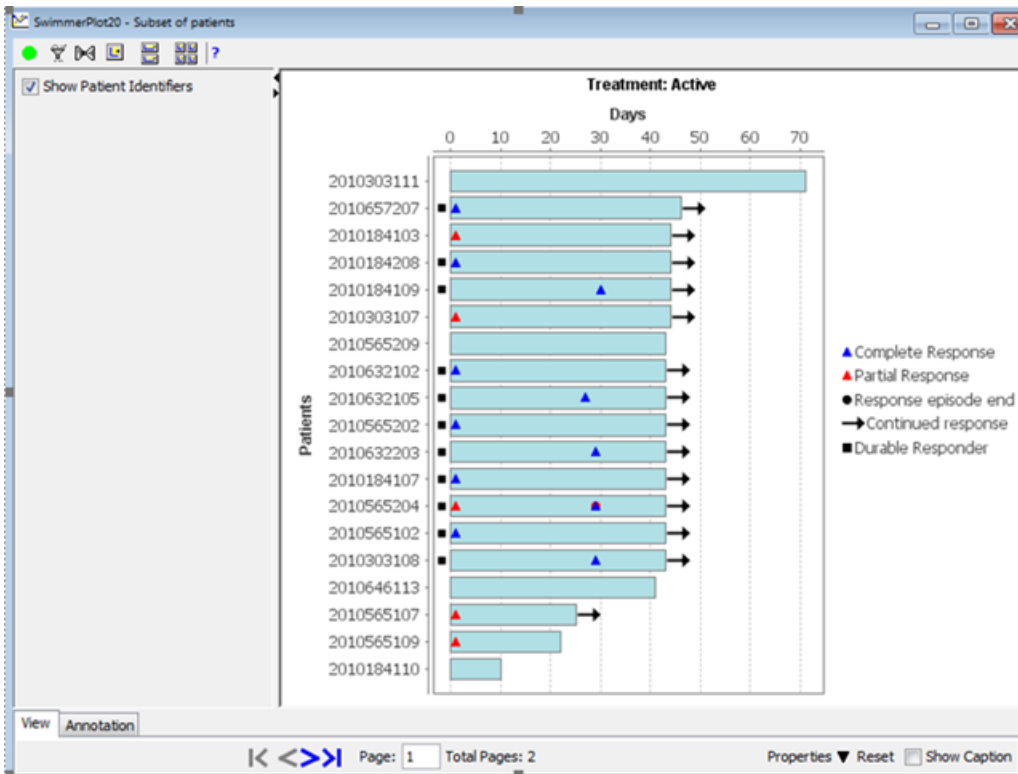 SwimmerPlot20 - Subset of patients
?
Show Patient Identifiers
Treatment: Active
Days
0 10 20 30 40 50 60 70
Patients
2010303111
2010657207
2010184103
2010184208
2010184109
2010303107
2010565209
2010632102
2010632105
2010565202
2010632203
2010184107
2010565204
2010565102
2010303108
2010646113
2010565107
2010565109
2010184110
Complete Response
Partial Response
Response episode end
Continued response
Durable Responder
View Annotation
Page: 1 Total Pages: 2 Properties Reset Show Caption